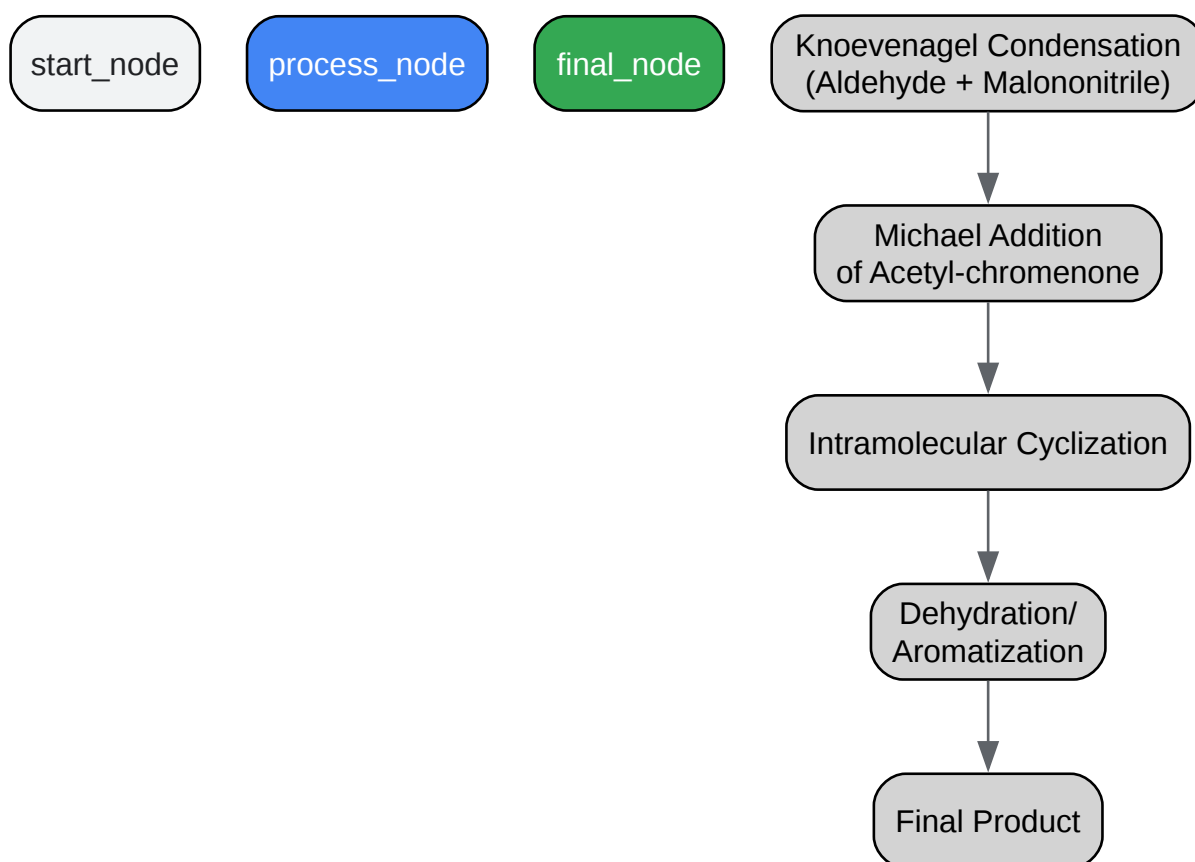 start_node
process_node
final_node
Knoevenagel Condensation
(Aldehyde + Malononitrile)
Michael Addition
of Acetyl-chromenone
Intramolecular Cyclization
Dehydration/
Aromatization
Final Product